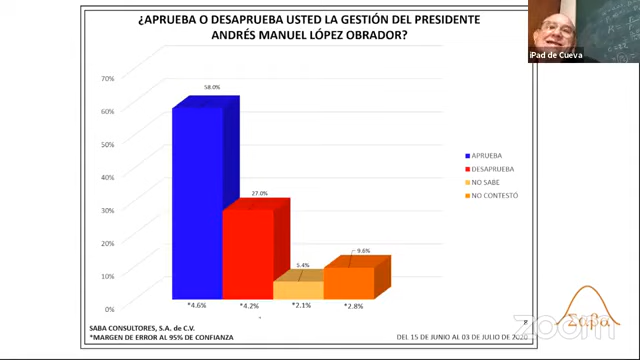 ¿APRUEBA O DESAPRUEBA USTED LA GESTIÓN DEL PRESIDENTE
ANDRÉS MANUEL LÓPEZ OBRADOR?
iPad de Cueva
70%
60%
50%
40%
30%
20%
10%
0%
58.0%
27.0%
5.4%
9.6%
*4.6%
*4.2%
*2.1%
*2.8%
APRUEBA
DESAPRUEBA
NO SABE
NO CONTESTÓ
SABA CONSULTORES, S.A. de C.V.
*MARGEN DE ERROR AL 95% DE CONFIANZA
DEL 15 DE JUNIO AL 03 DE JULIO DE 2020
zoom
Σαβα